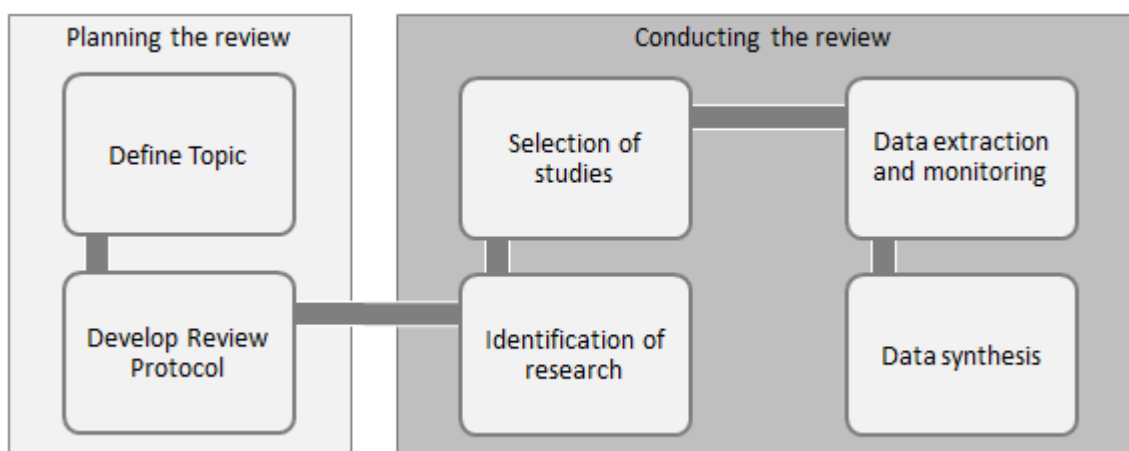 Planning the review
Define Topic
Develop Review
Protocol
Conducting the review
Selection of
studies
Identification of
research
Data extraction
and monitoring
Data synthesis